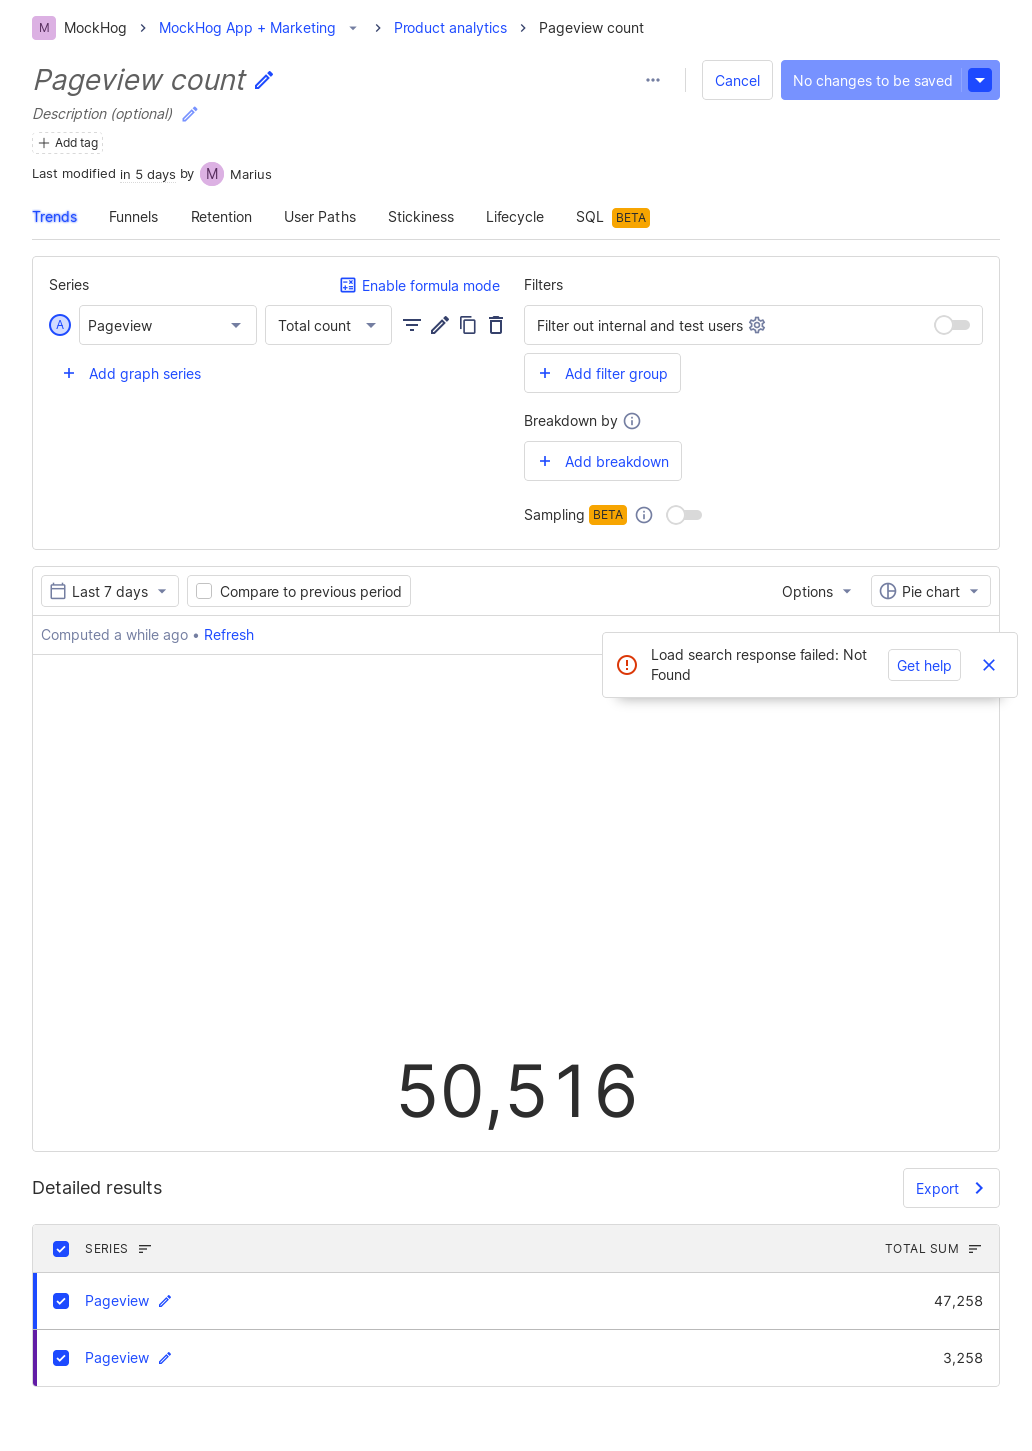 M MockHog MockHog App + Marketing Product analytics Pageview count
Pageview count
Cancel No changes to be saved
Description (optional)
Add tag
Last modified in 5 days by M Marius
Trends Funnels Retention User Paths Stickiness Lifecycle SQL BETA
Series Enable formula mode
A Pageview Total count
Add graph series
Filters
Filter out internal and test users
Add filter group
Breakdown by
Add breakdown
Sampling BETA
Last 7 days Compare to previous period Options Pie chart
Computed a while ago • Refresh
Load search response failed: Not
Found
Get help
50,516
Detailed results Export
SERIES TOTAL SUM
Pageview 47,258
Pageview 3,258